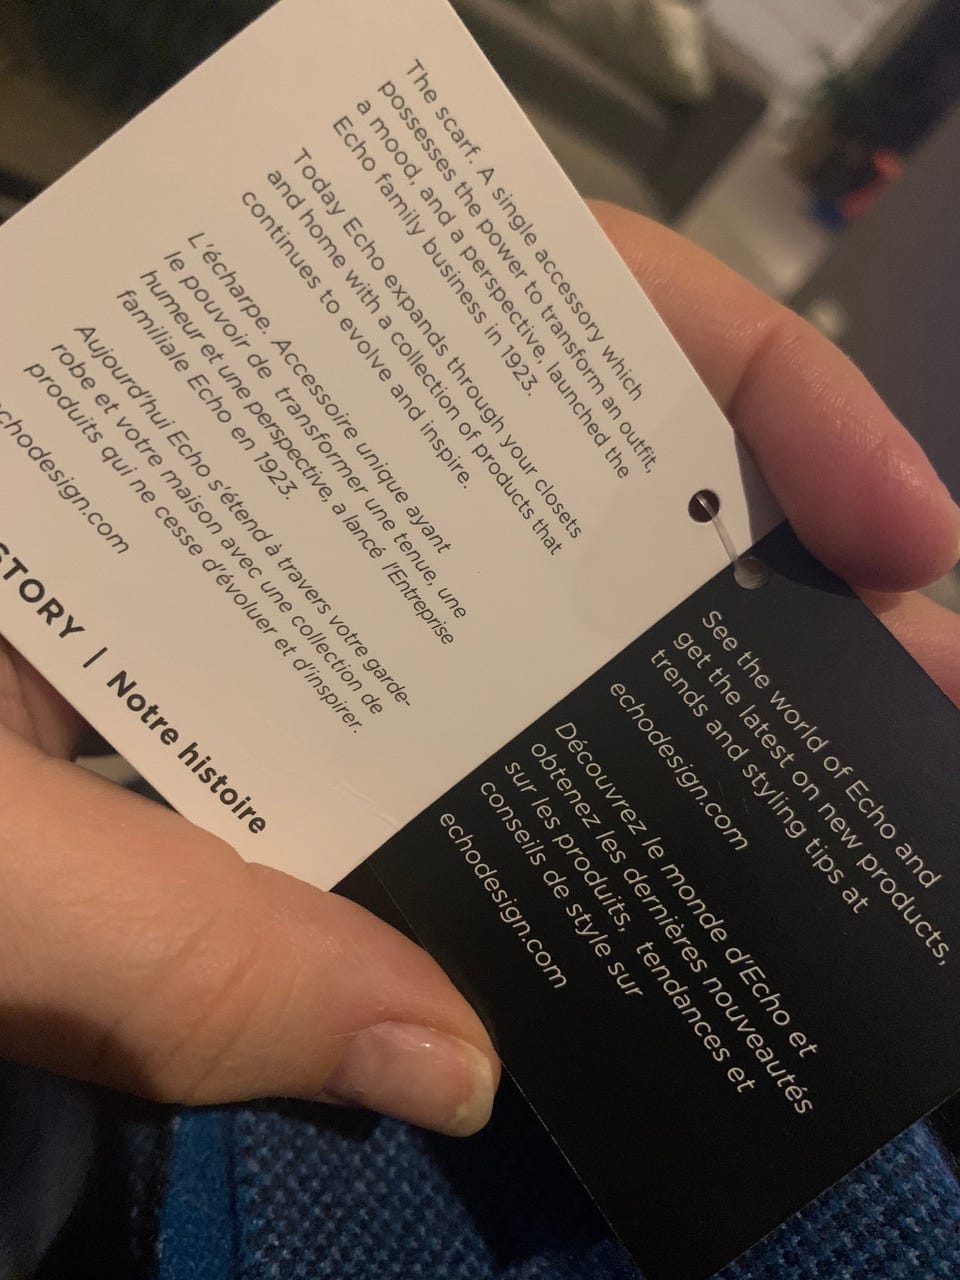 The scarf. A single accessory which
possesses the power to transform an outfit,
a mood, and a perspective, launched the
Echo family business in 1923.
Today Echo expands through your closets
and home with a collection of products that
continues to evolve and inspire.
L'écharpe. Accessoire unique ayant
le pouvoir de transformer une tenue, une
humeur et une perspective, a lancé l'Entreprise
familiale Echo en 1923.
Aujourd'hui Echo s'étend à travers votre garde-
robe et votre maison avec une collection de
produits qui ne cesse d'évoluer et d'inspirer.
echodesign.com
STORY | Notre histoire
See the world of Echo and
get the latest on new products,
trends and styling tips at
echodesign.com
Découvrez le monde d'Echo et
obtenez les dernières nouveautés
sur les produits, tendances et
conseils de style sur
echodesign.com